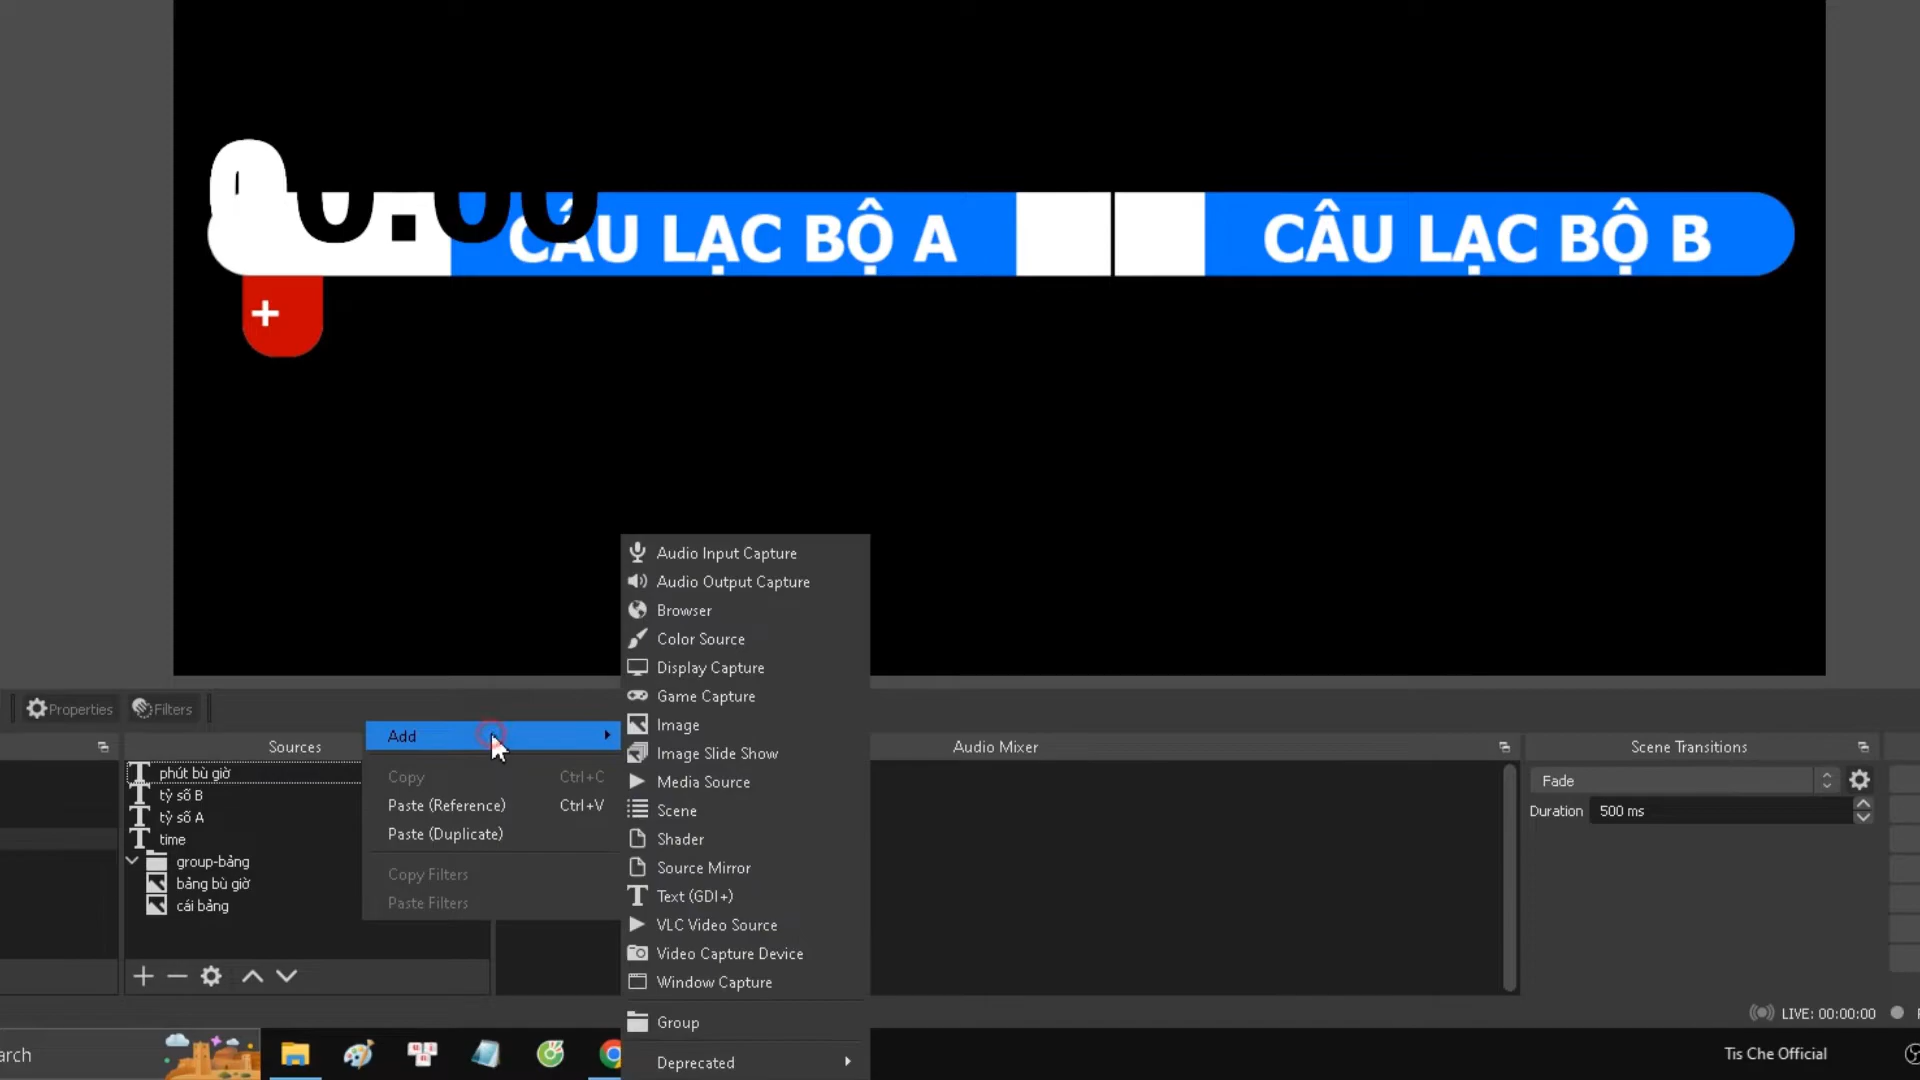 0
0:00
CÂU LẠC BỘ A
CÂU LẠC BỘ B
+
Audio Input Capture
Audio Output Capture
Browser
Color Source
Display Capture
Game Capture
Image
Image Slide Show
Media Source
Scene
Shader
Source Mirror
Text (GDI+)
VLC Video Source
Video Capture Device
Window Capture
Group
Deprecated
Properties
Filters
Add
Copy Ctrl+C
Paste (Reference) Ctrl+V
Paste (Duplicate)
Copy Filters
Paste Filters
Sources
phút bù giờ
tỷ số B
tỷ số A
time
group-bảng
bảng bù giờ
cái bảng
Audio Mixer
Scene Transitions
Fade
Duration 500 ms
LIVE: 00:00:00
arch
Tis Che Official